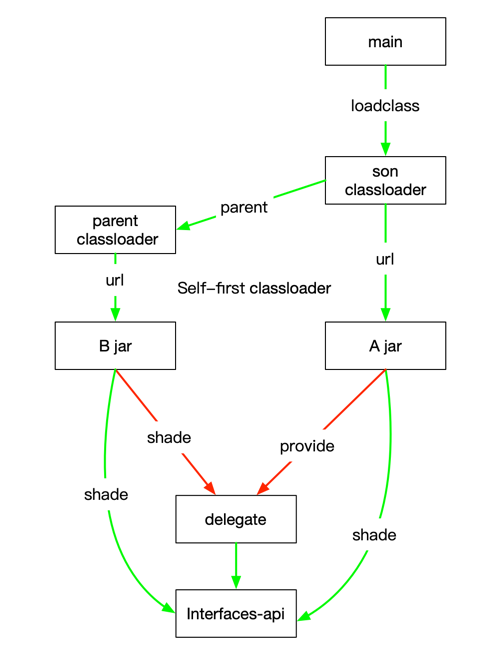 main
loadclass
son
classloader
parent
parent
classloader
url
url
Self-first classloader
B jar
A jar
shade
provide
shade
delegate
shade
Interfaces-api